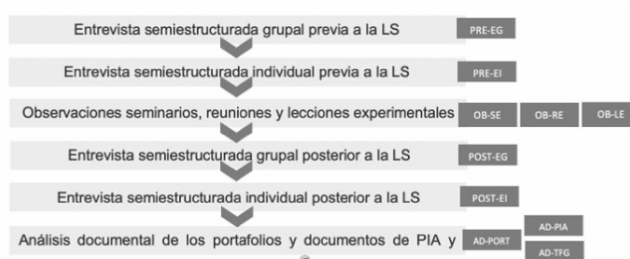 Entrevista semiestructurada grupal previa a la LS PRE-EG
Entrevista semiestructurada individual previa a la LS PRE-EI
Observaciones seminarios, reuniones y lecciones experimentales OB-SE OB-RE OB-LE
Entrevista semiestructurada grupal posterior a la LS POST-EG
Entrevista semiestructurada individual posterior a la LS POST-EI
AD-PIA
Análisis documental de los portafolios y documentos de PIA y AD-PORT
AD-TFG